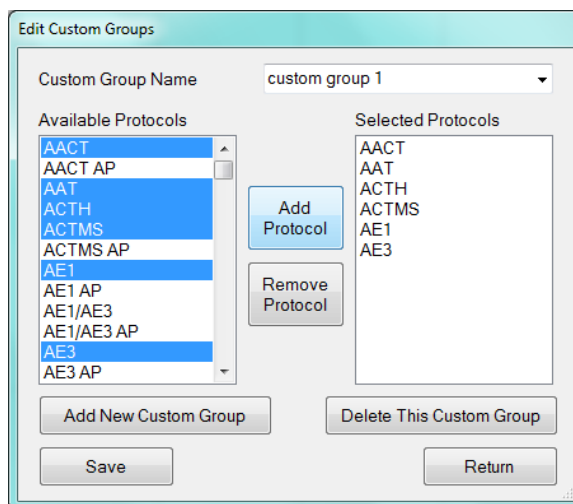 Edit Custom Groups
Custom Group Name
custom group 1
Available Protocols
AACT
AACT AP
AAT
ACTH
ACTMS
ACTMS AP
AE1
AE1 AP
AE1/AE3
AE1/AE3 AP
AE3
AE3 AP
Add
Protocol
Remove
Protocol
Selected Protocols
AACT
AAT
ACTH
ACTMS
AE1
AE3
Add New Custom Group
Delete This Custom Group
Save
Return